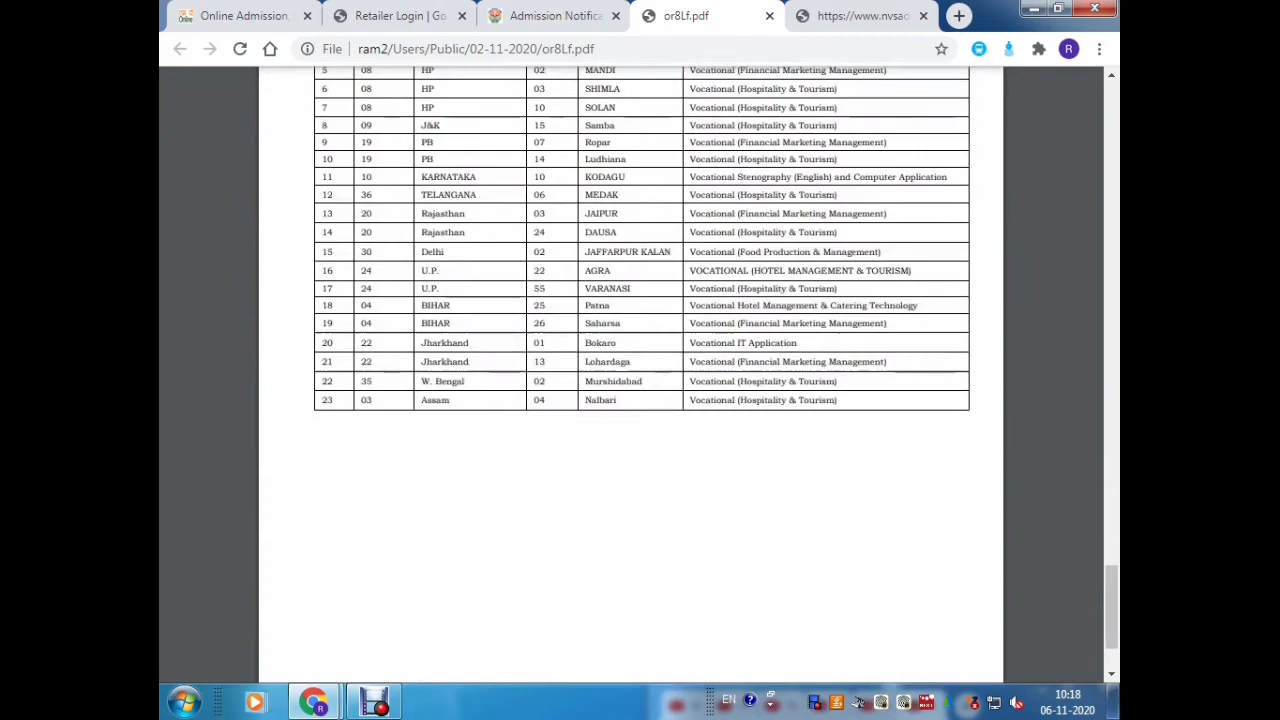 Online Admission,
Retailer Login | Go
Admission Notifica
or8Lf.pdf
https://www.nvsad
File ram2/Users/Public/02-11-2020/or8Lf.pdf
R
5 08 HP 02 MANDI Vocational (Financial Marketing Management)
6 08 HP 03 SHIMLA Vocational (Hospitality & Tourism)
7 08 HP 10 SOLAN Vocational (Hospitality & Tourism)
8 09 J&K 15 Samba Vocational (Hospitality & Tourism)
9 19 PB 07 Ropar Vocational (Financial Marketing Management)
10 19 PB 14 Ludhiana Vocational (Hospitality & Tourism)
11 10 KARNATAKA 10 KODAGU Vocational Stenography (English) and Computer Application
12 36 TELANGANA 06 MEDAK Vocational (Hospitality & Tourism)
13 20 Rajasthan 03 JAIPUR Vocational (Financial Marketing Management)
14 20 Rajasthan 24 DAUSA Vocational (Hospitality & Tourism)
15 30 Delhi 02 JAFFARPUR KALAN Vocational (Food Production & Management)
16 24 U.P. 22 AGRA VOCATIONAL (HOTEL MANAGEMENT & TOURISM)
17 24 U.P. 55 VARANASI Vocational (Hospitality & Tourism)
18 04 BIHAR 25 Patna Vocational Hotel Management & Catering Technology
19 04 BIHAR 26 Saharsa Vocational (Financial Marketing Management)
20 22 Jharkhand 01 Bokaro Vocational IT Application
21 22 Jharkhand 13 Lohardaga Vocational (Financial Marketing Management)
22 35 W. Bengal 02 Murshidabad Vocational (Hospitality & Tourism)
23 03 Assam 04 Nalbari Vocational (Hospitality & Tourism)
R
EN
10:18
06-11-2020